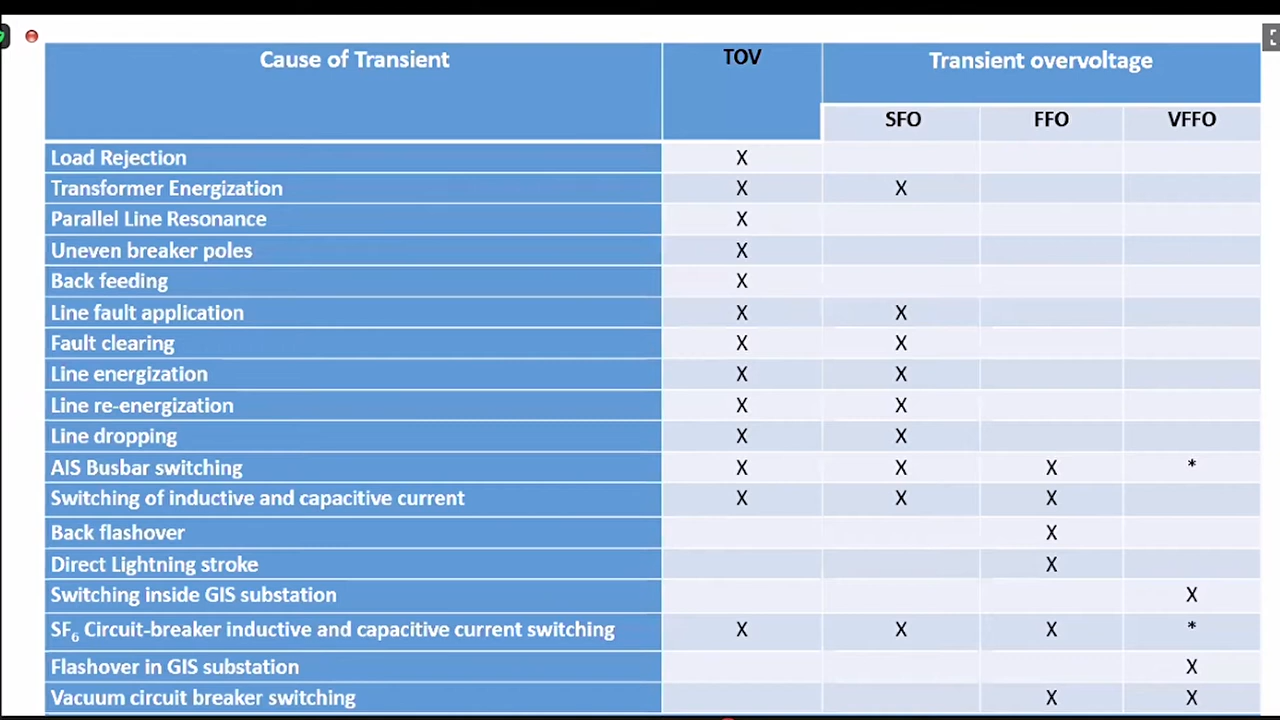 Cause of Transient TOV Transient overvoltage
SFO FFO VFFO
Load Rejection X
Transformer Energization X X
Parallel Line Resonance X
Uneven breaker poles X
Back feeding X
Line fault application X X
Fault clearing X X
Line energization X X
Line re-energization X X
Line dropping X X
AIS Busbar switching X X X *
Switching of inductive and capacitive current X X X
Back flashover X
Direct Lightning stroke X
Switching inside GIS substation X
SF₆ Circuit-breaker inductive and capacitive current switching X X X *
Flashover in GIS substation X
Vacuum circuit breaker switching X X